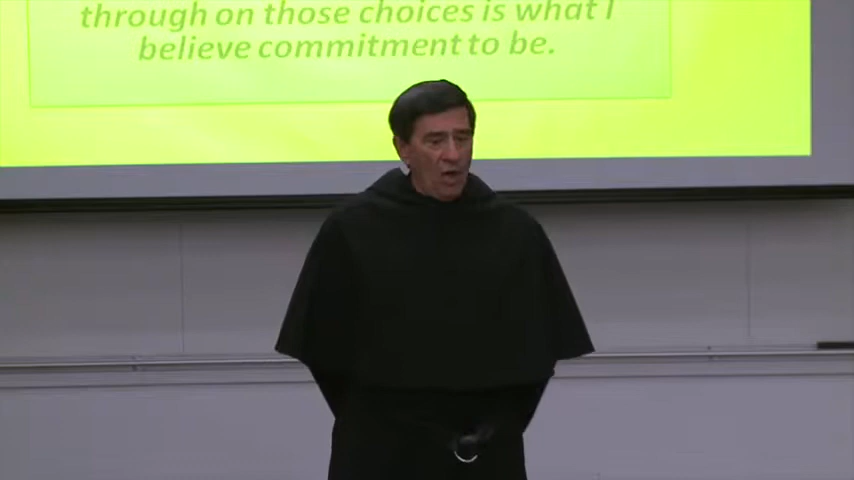 through on those choices is what I
believe commitment to be.